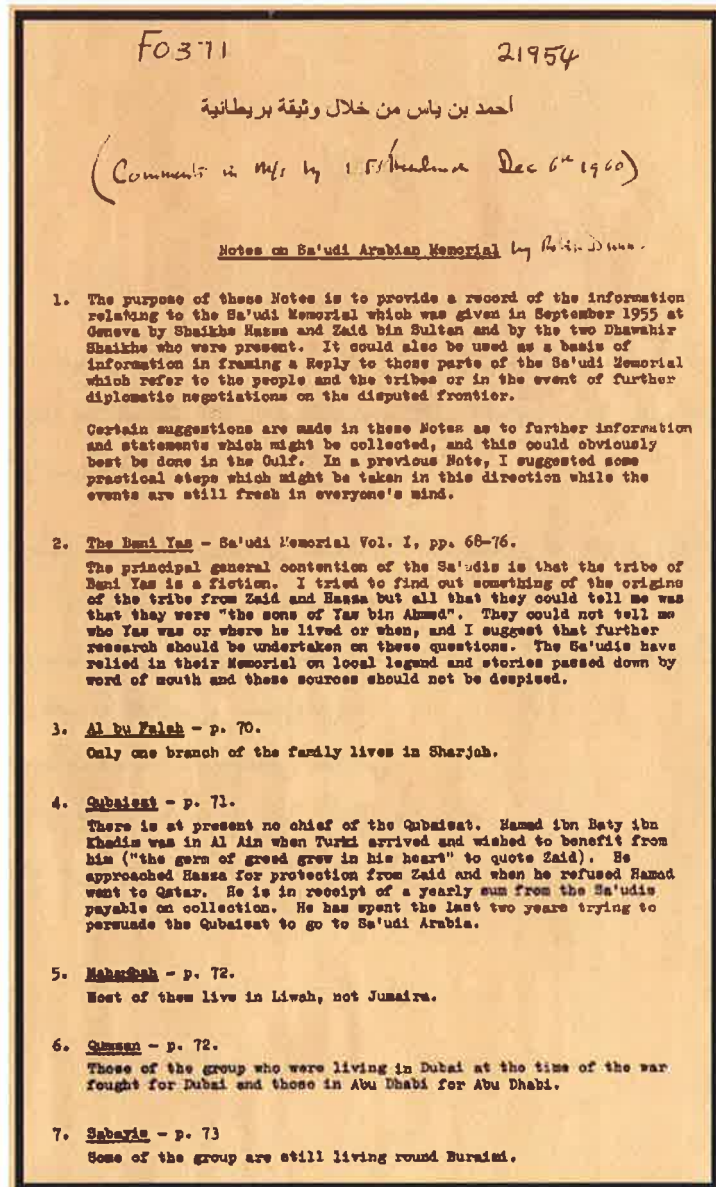 FO371 21954
أحمد بن ياس من خلال وثيقة بريطانية
(Comments in M/s by Dec 6th 1960)
Notes on Sa'udi Arabian Memorial by
1. The purpose of these Notes is to provide a record of the information
relating to the Sa'udi Memorial which was given in September 1955 at
Geneva by Shaikhs Hazza and Zaid bin Sultan and by the two Dhawahir
Shaikhs who were present. It could also be used as a basis of
information in framing a Reply to those parts of the Sa'udi Memorial
which refer to the people and the tribes or in the event of further
diplomatic negotiations on the disputed frontier.
Certain suggestions are made in these Notes as to further information
and statements which might be collected, and this could obviously
best be done in the Gulf. In a previous Note, I suggested some
practical steps which might be taken in this direction while the
events are still fresh in everyone's mind.
2. The Bani Yas - Sa'udi Memorial Vol. I, pp. 68-76.
The principal general contention of the Sa'udis is that the tribe of
Bani Yas is a fiction. I tried to find out something of the origins
of the tribe from Zaid and Hazza but all that they could tell me was
that they were "the sons of Yas bin Ahmed". They could not tell me
who Yas was or where he lived or when, and I suggest that further
research should be undertaken on these questions. The Sa'udis have
relied in their Memorial on local legend and stories passed down by
word of mouth and these sources should not be despised.
3. Al bu Falah - p. 70.
Only one branch of the family lives in Sharjah.
4. Qubaisat - p. 71.
There is at present no chief of the Qubaisat. Hamad ibn Baty ibn
Khadim was in Al Ain when Turki arrived and wished to benefit from
him ("the germ of greed grew in his heart" to quote Zaid). He
approached Hazza for protection from Zaid and when he refused Hamad
went to Qatar. He is in receipt of a yearly sum from the Sa'udis
payable on collection. He has spent the last two years trying to
persuade the Qubaisat to go to Sa'udi Arabia.
5. - p. 72.
Most of them live in Liwah, not Jumaira.
6. Qumzan - p. 72.
Those of the group who were living in Dubai at the time of the war
fought for Dubai and those in Abu Dhabi for Abu Dhabi.
7. Sabayis - p. 73
Some of the group are still living round Buraimi.